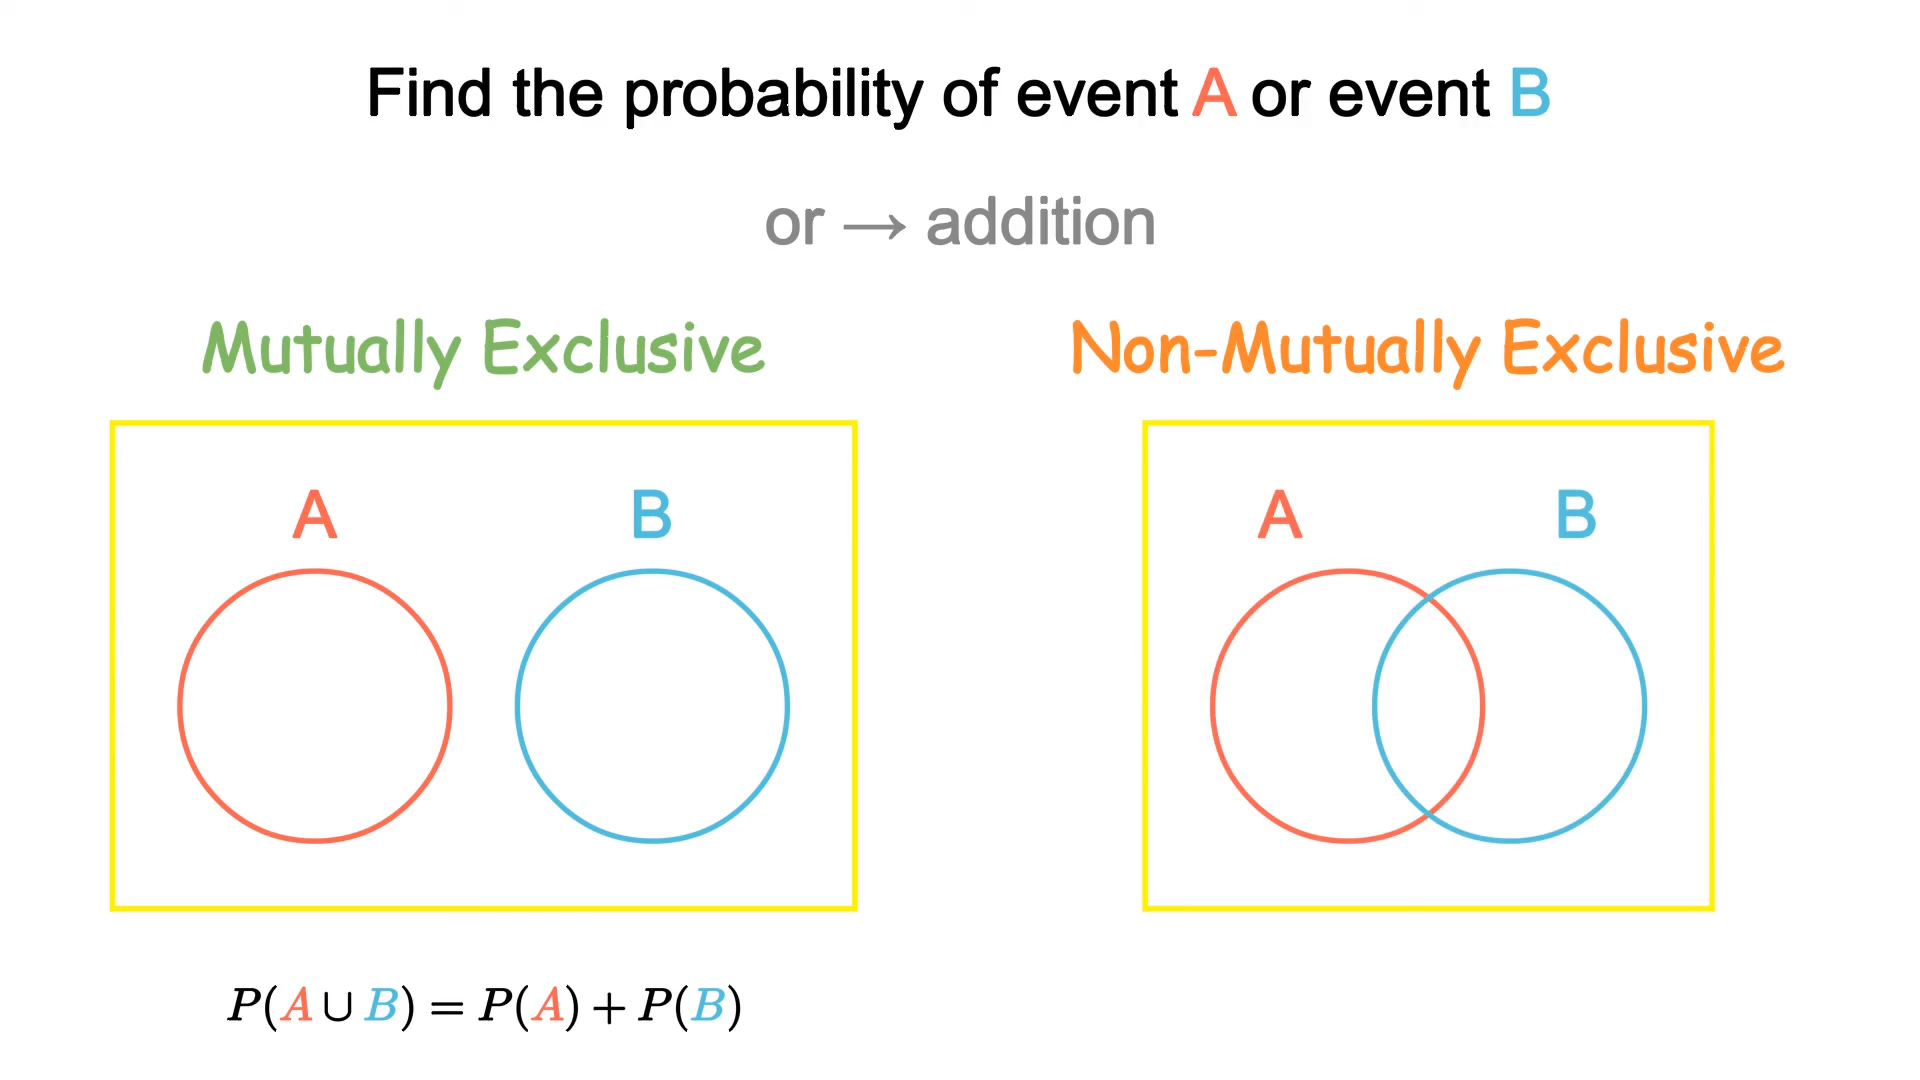 Find the probability of event A or event B
or → addition
Mutually Exclusive
Non-Mutually Exclusive
A
B
A
B
P(A ∪ B) = P(A) + P(B)